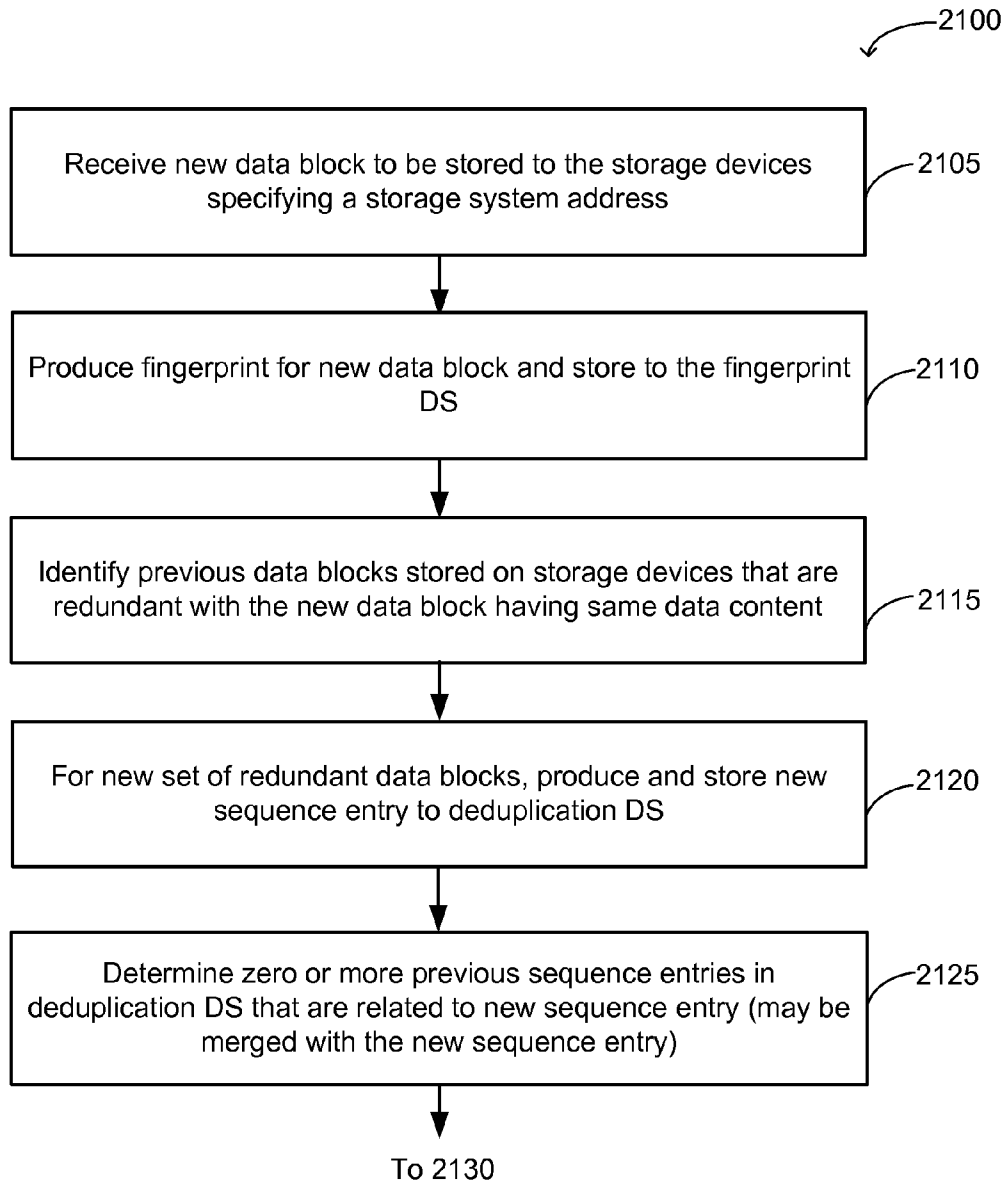 2100
Receive new data block to be stored to the storage devices
specifying a storage system address
2105
Produce fingerprint for new data block and store to the fingerprint
DS
2110
Identify previous data blocks stored on storage devices that are
redundant with the new data block having same data content
2115
For new set of redundant data blocks, produce and store new
sequence entry to deduplication DS
2120
Determine zero or more previous sequence entries in
deduplication DS that are related to new sequence entry (may be
merged with the new sequence entry)
2125
To 2130